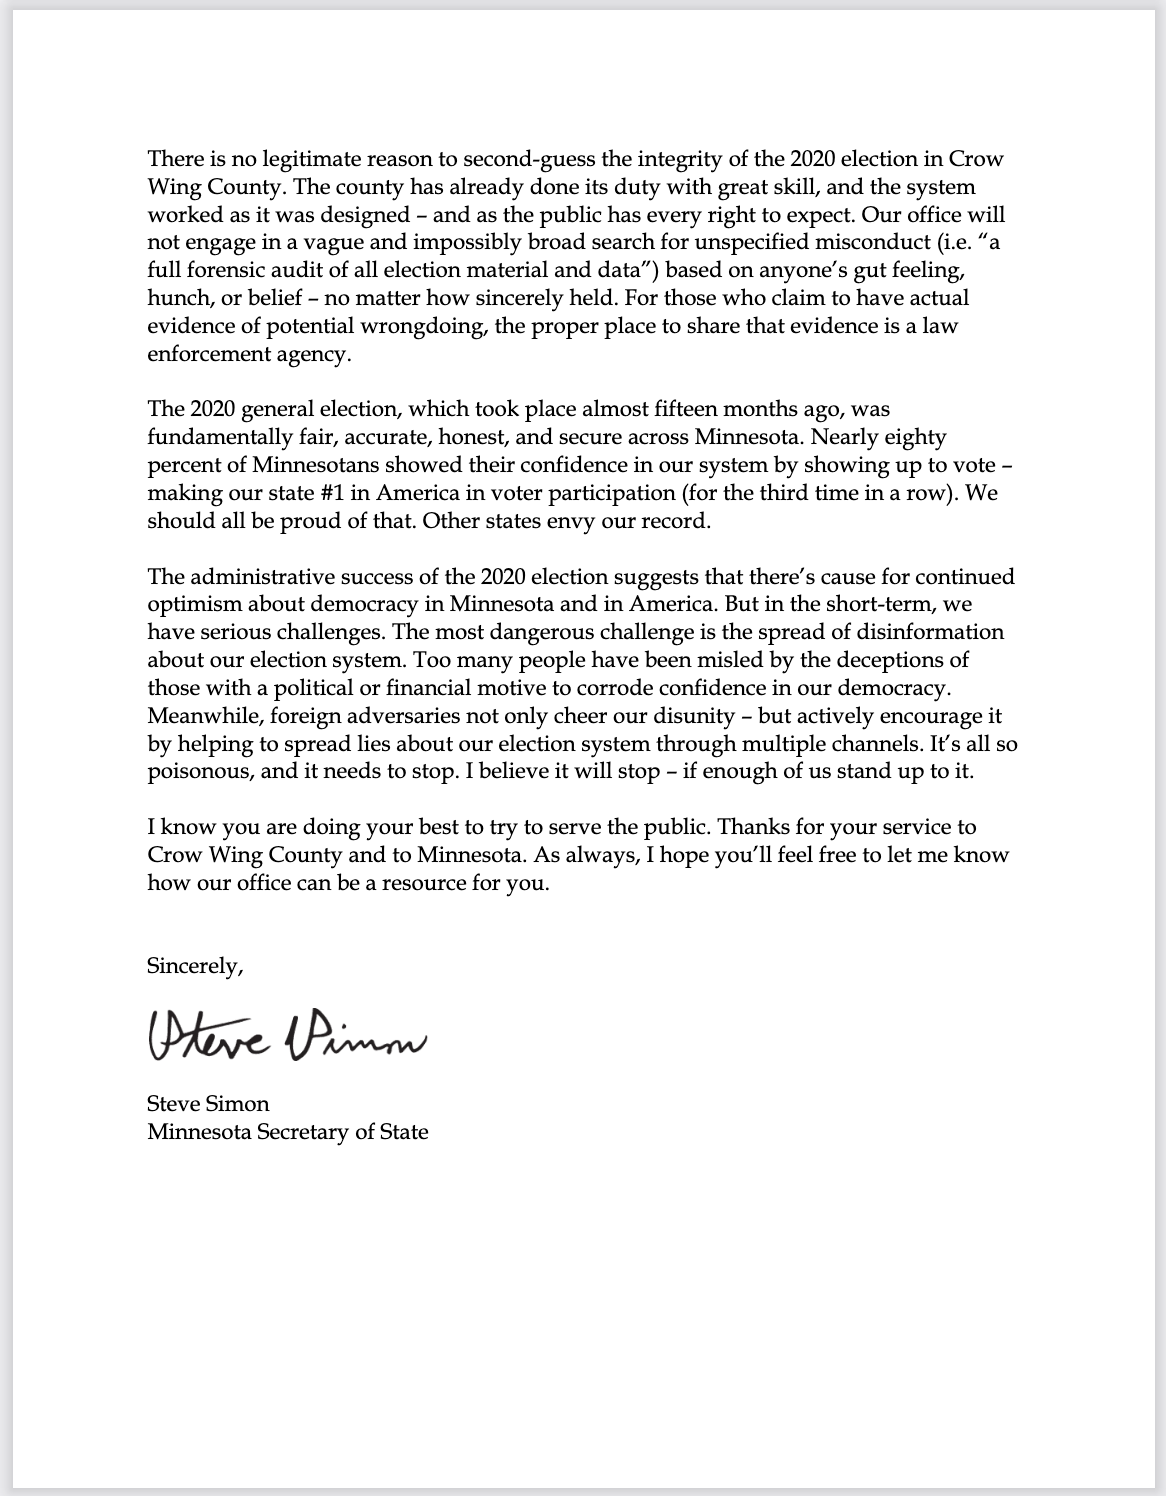 There is no legitimate reason to second-guess the integrity of the 2020 election in Crow
Wing County. The county has already done its duty with great skill, and the system
worked as it was designed – and as the public has every right to expect. Our office will
not engage in a vague and impossibly broad search for unspecified misconduct (i.e. “a
full forensic audit of all election material and data”) based on anyone’s gut feeling,
hunch, or belief – no matter how sincerely held. For those who claim to have actual
evidence of potential wrongdoing, the proper place to share that evidence is a law
enforcement agency.
The 2020 general election, which took place almost fifteen months ago, was
fundamentally fair, accurate, honest, and secure across Minnesota. Nearly eighty
percent of Minnesotans showed their confidence in our system by showing up to vote –
making our state #1 in America in voter participation (for the third time in a row). We
should all be proud of that. Other states envy our record.
The administrative success of the 2020 election suggests that there’s cause for continued
optimism about democracy in Minnesota and in America. But in the short-term, we
have serious challenges. The most dangerous challenge is the spread of disinformation
about our election system. Too many people have been misled by the deceptions of
those with a political or financial motive to corrode confidence in our democracy.
Meanwhile, foreign adversaries not only cheer our disunity – but actively encourage it
by helping to spread lies about our election system through multiple channels. It’s all so
poisonous, and it needs to stop. I believe it will stop – if enough of us stand up to it.
I know you are doing your best to try to serve the public. Thanks for your service to
Crow Wing County and to Minnesota. As always, I hope you’ll feel free to let me know
how our office can be a resource for you.
Sincerely,
Steve Simon
Steve Simon
Minnesota Secretary of State